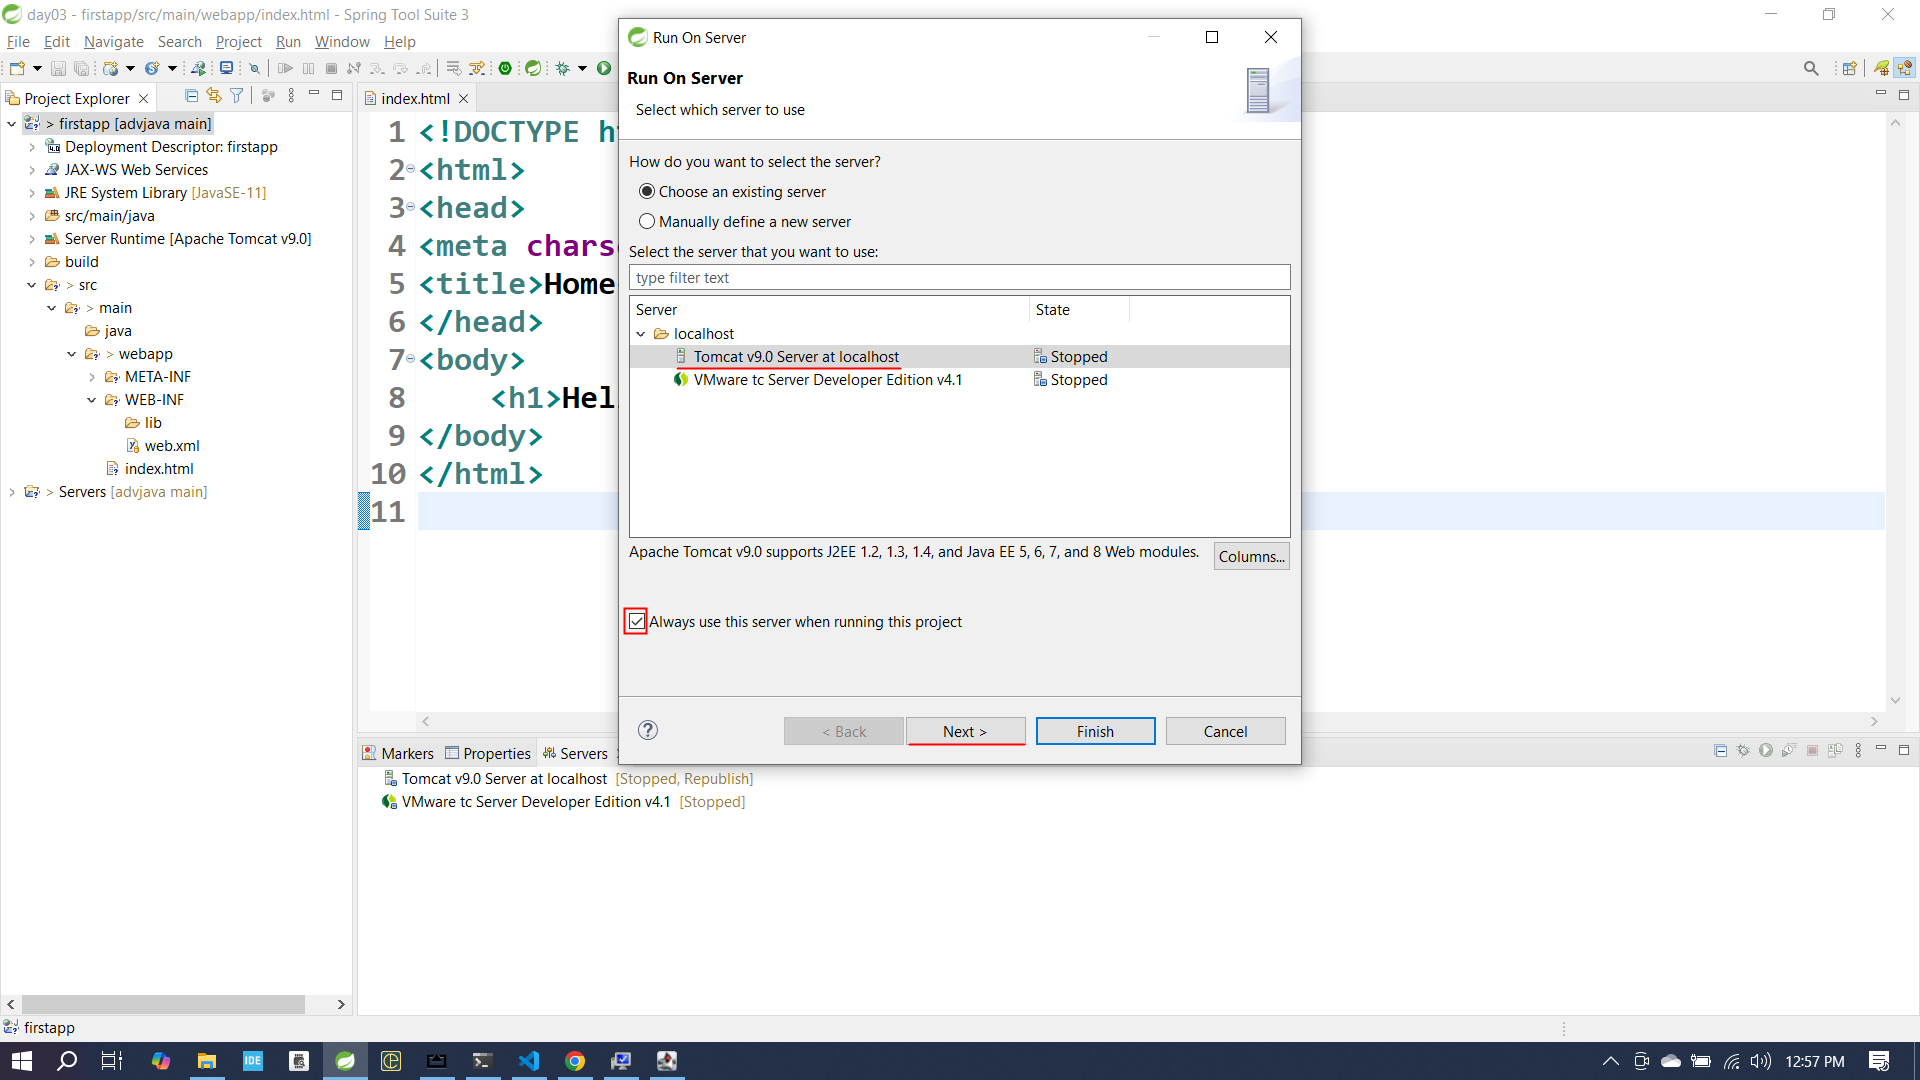 day03 - firstapp/src/main/webapp/index.html - Spring Tool Suite 3
File Edit Navigate Search Project Run Window Help
Project Explorer
> firstapp [advjava main]
Deployment Descriptor: firstapp
JAX-WS Web Services
JRE System Library [JavaSE-11]
src/main/java
Server Runtime [Apache Tomcat v9.0]
build
> src
> main
java
> webapp
META-INF
WEB-INF
lib
web.xml
index.html
> Servers [advjava main]
index.html
1 <!DOCTYPE h
2 <html>
3 <head>
4 <meta chars
5 <title>Home
6 </head>
7 <body>
8 <h1>Hel
9 </body>
10 </html>
11
Run On Server
Run On Server
Select which server to use
How do you want to select the server?
Choose an existing server
Manually define a new server
Select the server that you want to use:
type filter text
Server State
localhost
Tomcat v9.0 Server at localhost Stopped
VMware tc Server Developer Edition v4.1 Stopped
Apache Tomcat v9.0 supports J2EE 1.2, 1.3, 1.4, and Java EE 5, 6, 7, and 8 Web modules.
Columns...
Always use this server when running this project
< Back Next > Finish Cancel
Markers Properties Servers
Tomcat v9.0 Server at localhost [Stopped, Republish]
VMware tc Server Developer Edition v4.1 [Stopped]
firstapp
IDE
12:57 PM